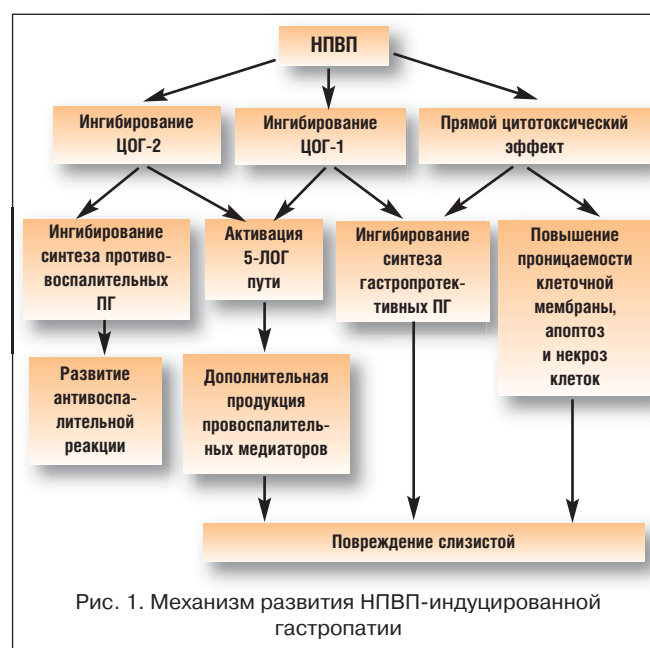 НПВП
Ингибирование
ЦОГ-2
Ингибирование
ЦОГ-1
Прямой цитотоксический
эффект
Ингибирование
синтеза противо-
воспалительных
ПГ
Активация
5-ЛОГ
пути
Ингибирование
синтеза
гастропротек-
тивных ПГ
Повышение
проницаемости
клеточной
мембраны,
апоптоз
и некроз
клеток
Развитие
антивоспа-
лительной
реакции
Дополнительная
продукция
провоспалитель-
ных медиаторов
Повреждение слизистой
Рис. 1. Механизм развития НПВП-индуцированной
гастропатии